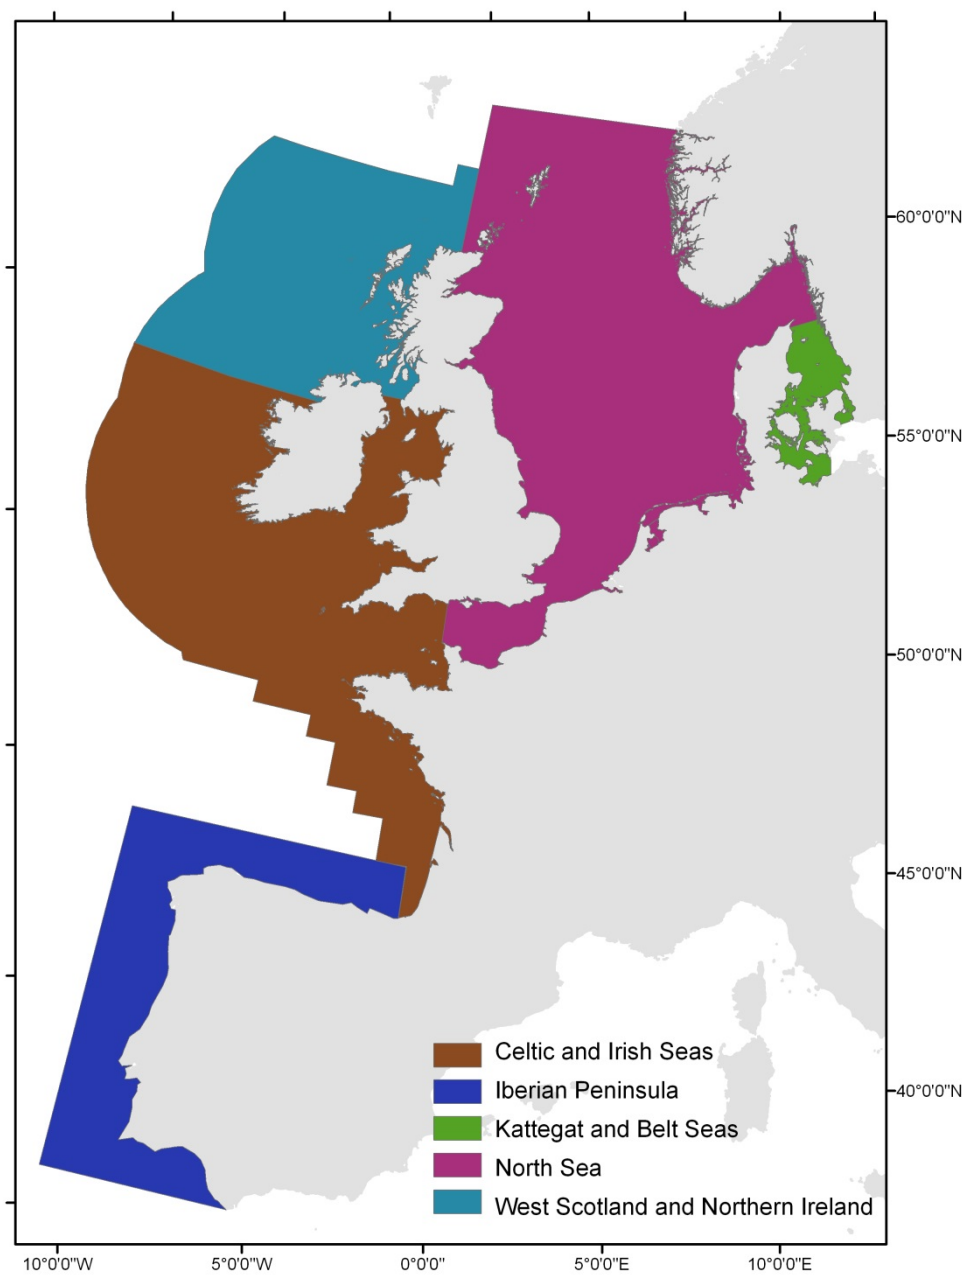 60°0'0"N
55°0'0"N
50°0'0"N
45°0'0"N
Celtic and Irish Seas
Iberian Peninsula
40°0'0"N
Kattegat and Belt Seas
North Sea
West Scotland and Northern Ireland
10°0'0"W
5°0'0"W
0°0'0"
5°0'0"E
10°0'0"E